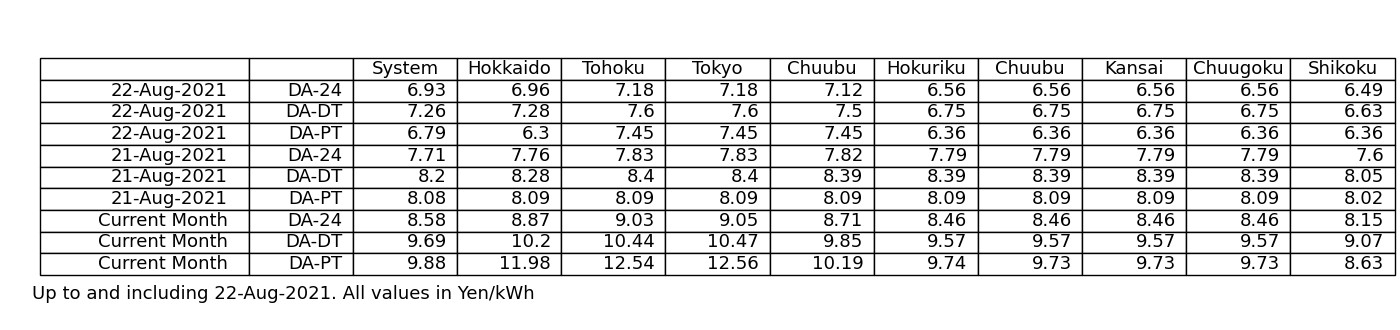 System Hokkaido Tohoku Tokyo Chuubu Hokuriku Chuubu Kansai Chuugoku Shikoku
22-Aug-2021 DA-24 6.93 6.96 7.18 7.18 7.12 6.56 6.56 6.56 6.56 6.49
22-Aug-2021 DA-DT 7.26 7.28 7.6 7.6 7.5 6.75 6.75 6.75 6.75 6.63
22-Aug-2021 DA-PT 6.79 6.3 7.45 7.45 7.45 6.36 6.36 6.36 6.36 6.36
21-Aug-2021 DA-24 7.71 7.76 7.83 7.83 7.82 7.79 7.79 7.79 7.79 7.6
21-Aug-2021 DA-DT 8.2 8.28 8.4 8.4 8.39 8.39 8.39 8.39 8.39 8.05
21-Aug-2021 DA-PT 8.08 8.09 8.09 8.09 8.09 8.09 8.09 8.09 8.09 8.02
Current Month DA-24 8.58 8.87 9.03 9.05 8.71 8.46 8.46 8.46 8.46 8.15
Current Month DA-DT 9.69 10.2 10.44 10.47 9.85 9.57 9.57 9.57 9.57 9.07
Current Month DA-PT 9.88 11.98 12.54 12.56 10.19 9.74 9.73 9.73 9.73 8.63
Up to and including 22-Aug-2021. All values in Yen/kWh